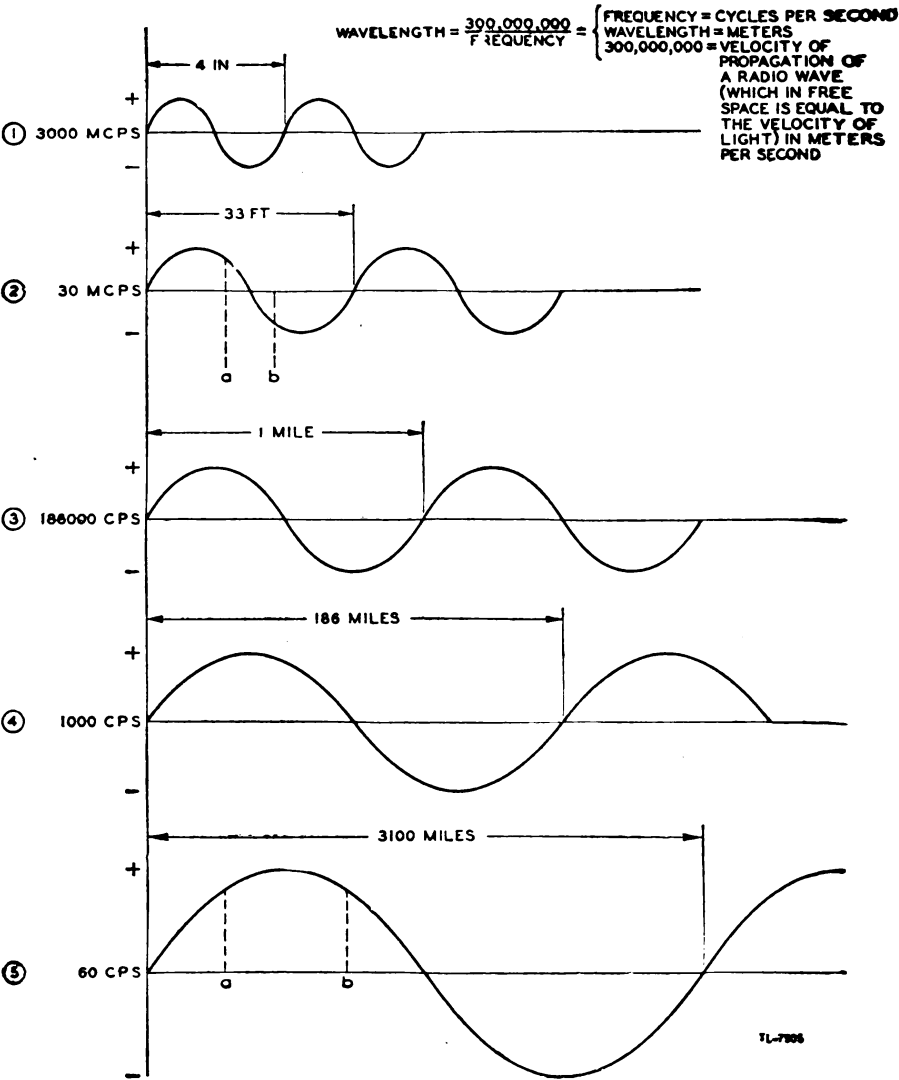 WAVELENGTH = 300,000,000 / FREQUENCY = { FREQUENCY = CYCLES PER SECOND
WAVELENGTH = METERS
300,000,000 = VELOCITY OF
PROPAGATION OF
A RADIO WAVE
(WHICH IN FREE
SPACE IS EQUAL TO
THE VELOCITY OF
LIGHT) IN METERS
PER SECOND
4 IN
+
① 3000 MCPS
−
33 FT
+
② 30 MCPS
−
a b
1 MILE
+
③ 186000 CPS
−
186 MILES
+
④ 1000 CPS
−
3100 MILES
+
⑤ 60 CPS
a b
−
TL-7905